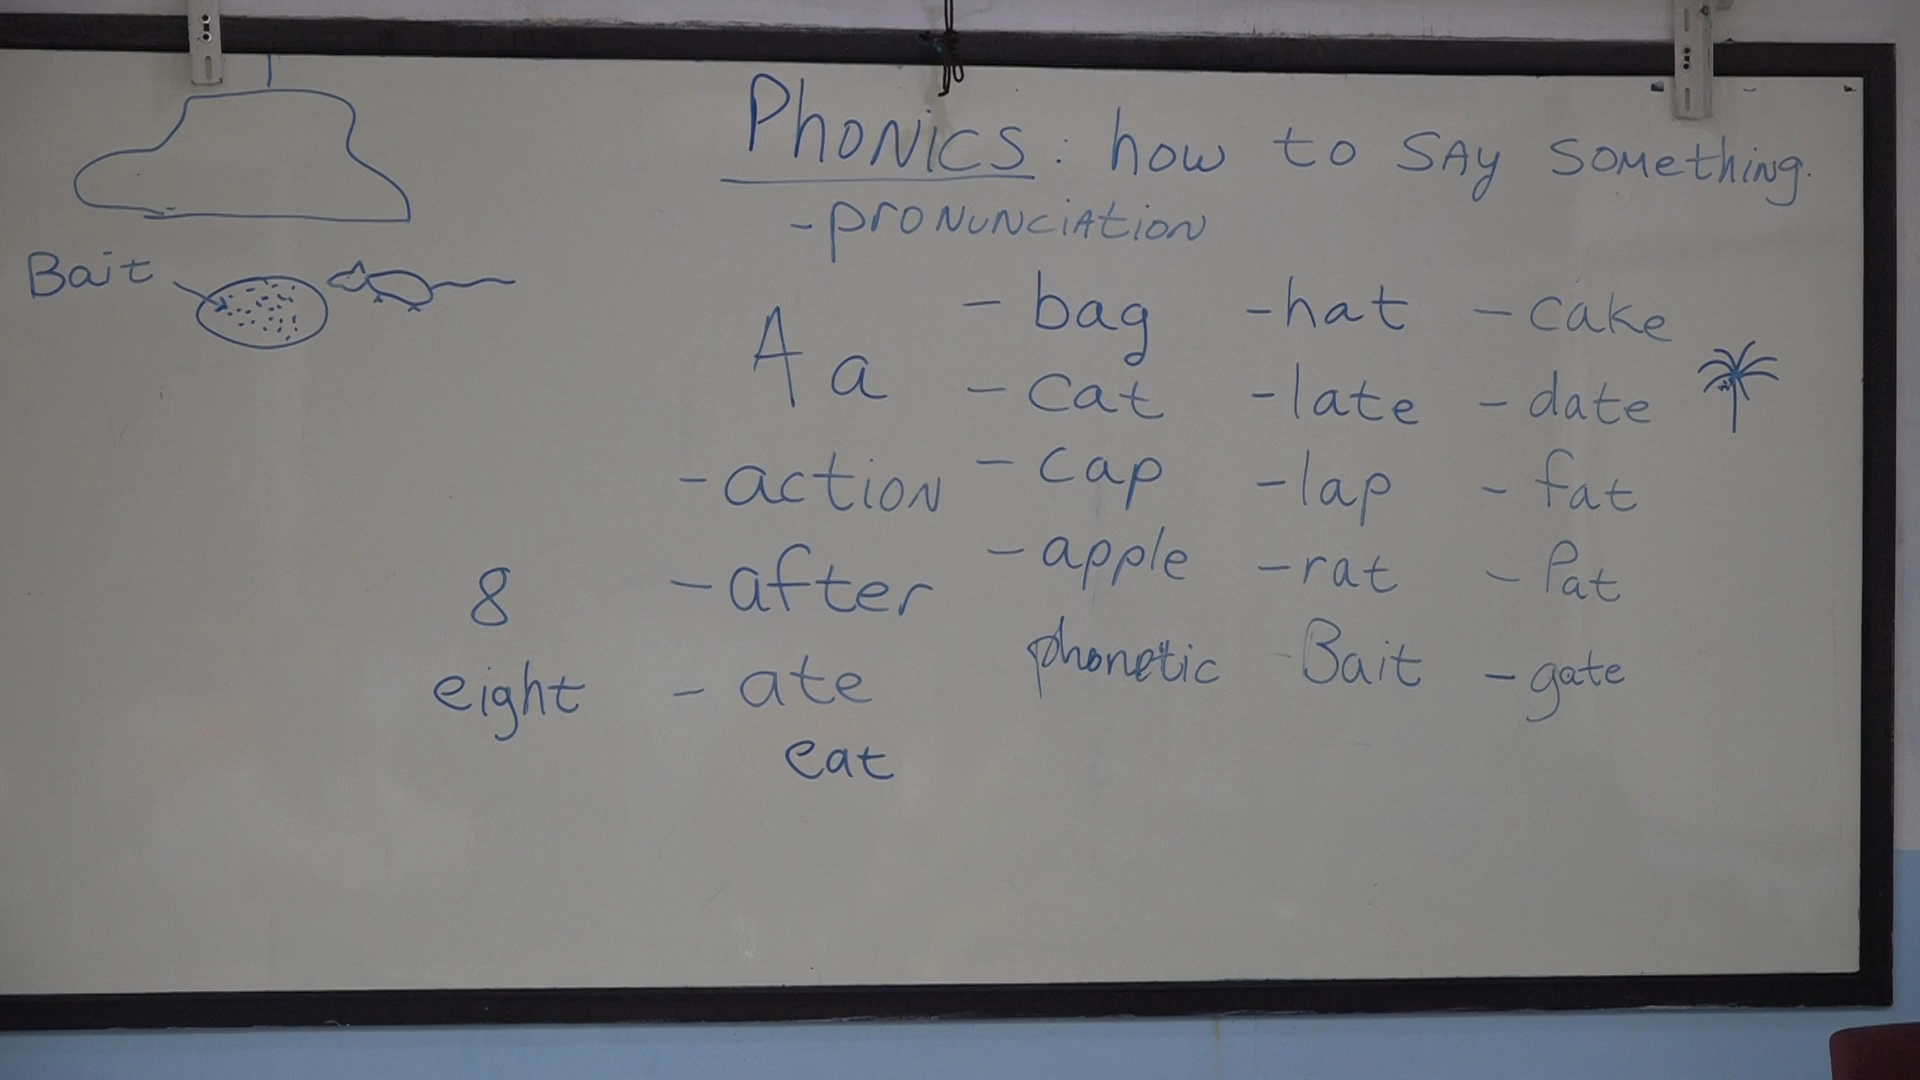 PHONICS: how to SAY SOMething.
- PRONUNCIATION
Bait
A a
- bag - hat - cake
- cat - late - date
- action - cap - lap - fat
- after - apple - rat - Pat
8
eight - ate phonetic - Bait - gate
eat